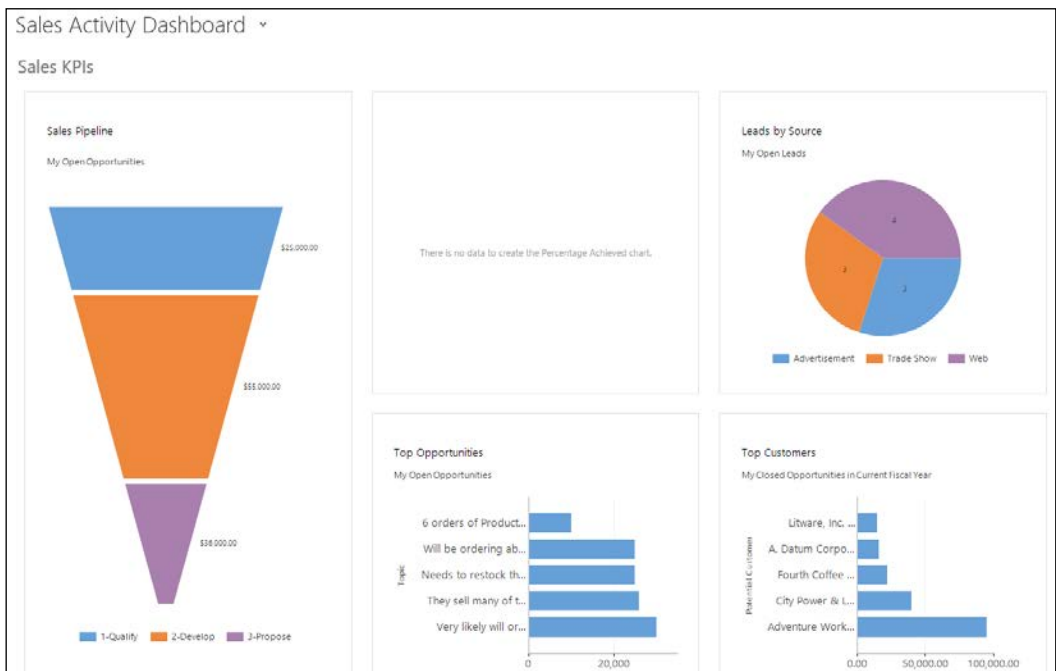 Sales Activity Dashboard
Sales KPIs
Sales Pipeline
My Open Opportunities
$25,000.00
$55,000.00
$36,000.00
1-Qualify 2-Develop 3-Propose
There is no data to create the Percentage Achieved chart.
Leads by Source
My Open Leads
4
3
3
Advertisement Trade Show Web
Top Opportunities
My Open Opportunities
Topic
6 orders of Product...
Will be ordering ab...
Needs to restock th...
They sell many of t...
Very likely will or...
0 20,000
Top Customers
My Closed Opportunities in Current Fiscal Year
Potential Customer
Litware, Inc. ...
A. Datum Corpo...
Fourth Coffee ...
City Power & L...
Adventure Work...
0.00 50,000.00 100,000.00